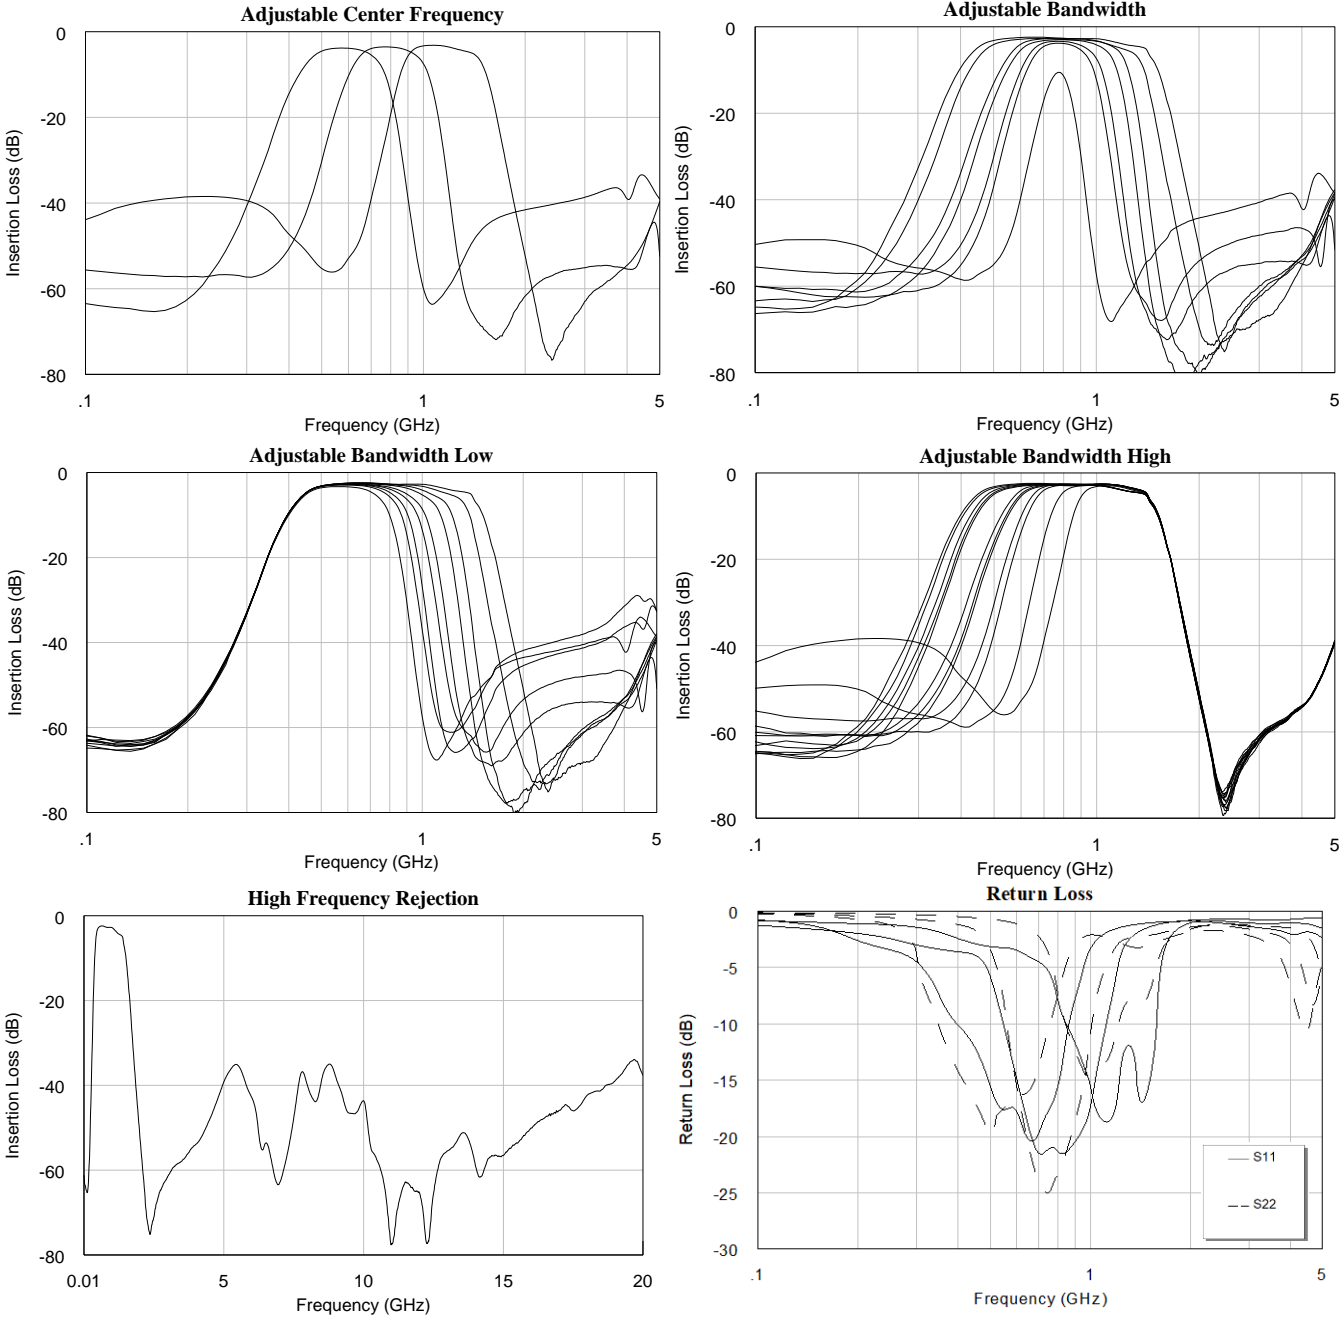 Adjustable Center Frequency
0
-20
-40
-60
-80
Insertion Loss (dB)
.1
1
5
Frequency (GHz)
Adjustable Bandwidth
0
-20
-40
-60
-80
Insertion Loss (dB)
.1
1
5
Frequency (GHz)
Adjustable Bandwidth Low
0
-20
-40
-60
-80
Insertion Loss (dB)
.1
1
5
Frequency (GHz)
Adjustable Bandwidth High
0
-20
-40
-60
-80
Insertion Loss (dB)
.1
1
5
Frequency (GHz)
High Frequency Rejection
0
-20
-40
-60
-80
Insertion Loss (dB)
0.01
5
10
15
20
Frequency (GHz)
Return Loss
0
-5
-10
-15
-20
-25
-30
Return Loss (dB)
S11
S22
.1
1
5
Frequency (GHz)